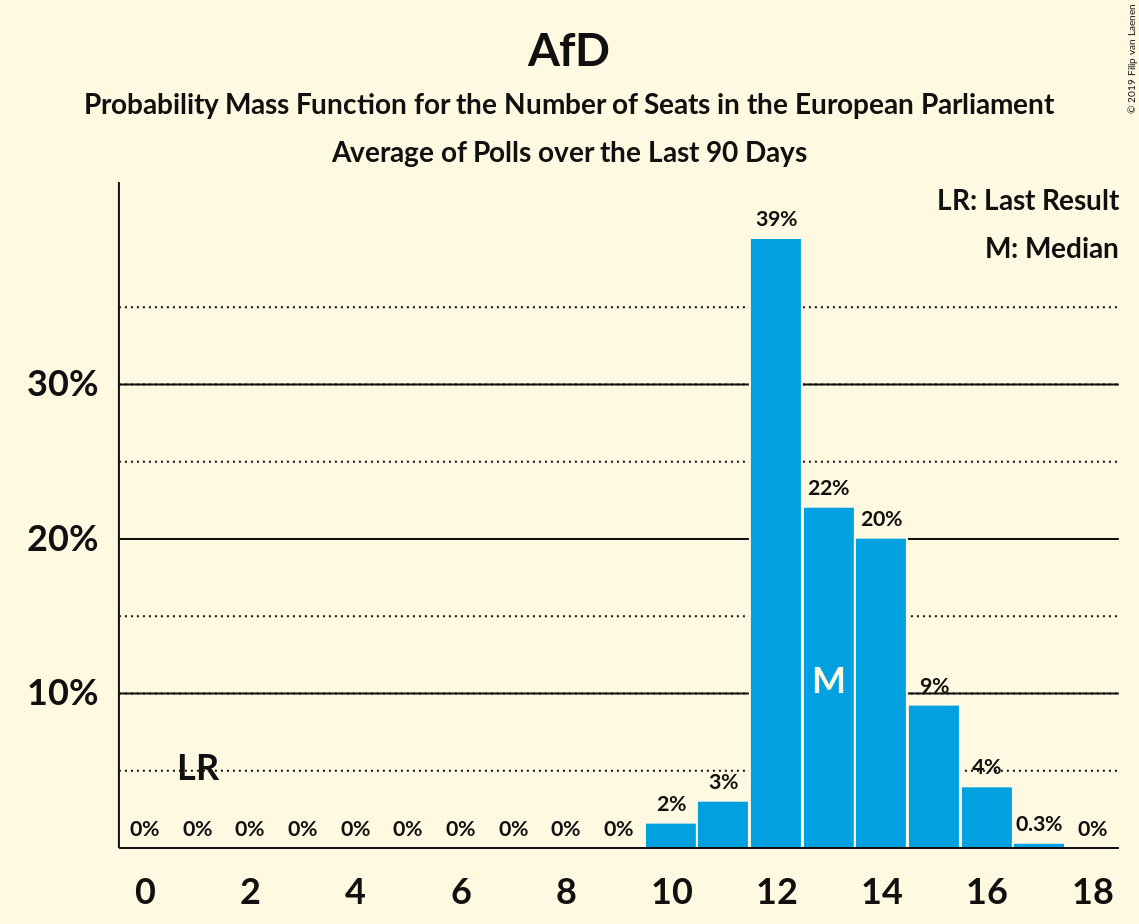 AfD
Probability Mass Function for the Number of Seats in the European Parliament
Average of Polls over the Last 90 Days
© 2019 Filip van Laenen
LR: Last Result
M: Median
39%
30%
22%
20%
20%
M
10%
9%
LR
4%
3%
2%
0% 0% 0% 0% 0% 0% 0% 0% 0% 0% 0.3% 0%
0 2 4 6 8 10 12 14 16 18